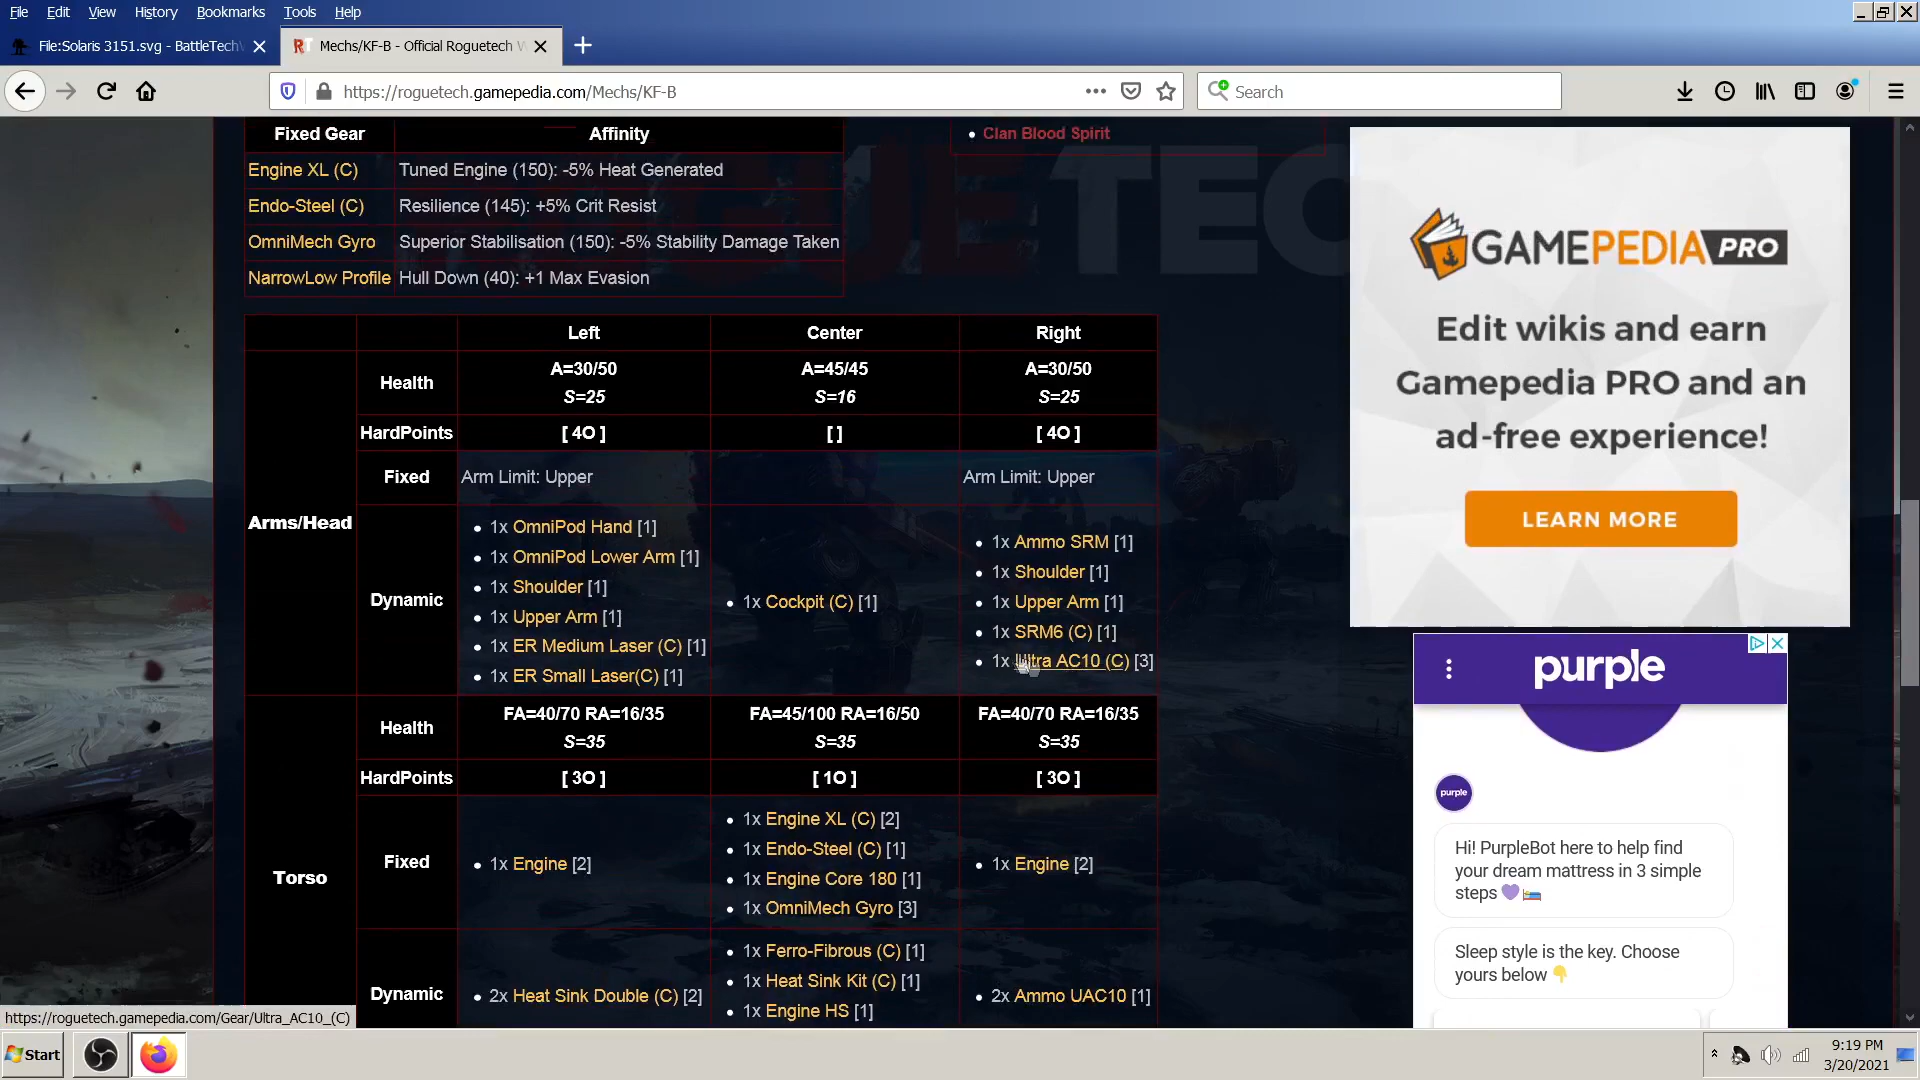 File Edit View History Bookmarks Tools Help
File:Solaris 3151.svg - BattleTech
Mechs/KF-B - Official Roguetech W
https://roguetech.gamepedia.com/Mechs/KF-B
Search
Fixed Gear Affinity
Clan Blood Spirit
Engine XL (C) Tuned Engine (150): -5% Heat Generated
Endo-Steel (C) Resilience (145): +5% Crit Resist
OmniMech Gyro Superior Stabilisation (150): -5% Stability Damage Taken
NarrowLow Profile Hull Down (40): +1 Max Evasion
Left Center Right
Arms/Head
Health
A=30/50
S=25
A=45/45
S=16
A=30/50
S=25
HardPoints [ 4O ] [ ] [ 4O ]
Fixed Arm Limit: Upper Arm Limit: Upper
Dynamic
1x OmniPod Hand [1]
1x OmniPod Lower Arm [1]
1x Shoulder [1]
1x Upper Arm [1]
1x ER Medium Laser (C) [1]
1x ER Small Laser(C) [1]
1x Cockpit (C) [1]
1x Ammo SRM [1]
1x Shoulder [1]
1x Upper Arm [1]
1x SRM6 (C) [1]
1x Ultra AC10 (C) [3]
Torso
Health
FA=40/70 RA=16/35
S=35
FA=45/100 RA=16/50
S=35
FA=40/70 RA=16/35
S=35
HardPoints [ 3O ] [ 1O ] [ 3O ]
Fixed
1x Engine [2]
1x Engine XL (C) [2]
1x Endo-Steel (C) [1]
1x Engine Core 180 [1]
1x OmniMech Gyro [3]
1x Engine [2]
Dynamic
2x Heat Sink Double (C) [2]
1x Ferro-Fibrous (C) [1]
1x Heat Sink Kit (C) [1]
1x Engine HS [1]
2x Ammo UAC10 [1]
GAMEPEDIA PRO
Edit wikis and earn
Gamepedia PRO and an
ad-free experience!
LEARN MORE
purple
purple
Hi! PurpleBot here to help find
your dream mattress in 3 simple
steps 💜 🛏️
Sleep style is the key. Choose
yours below 👇
https://roguetech.gamepedia.com/Gear/Ultra_AC10_(C)
Start
9:19 PM
3/20/2021